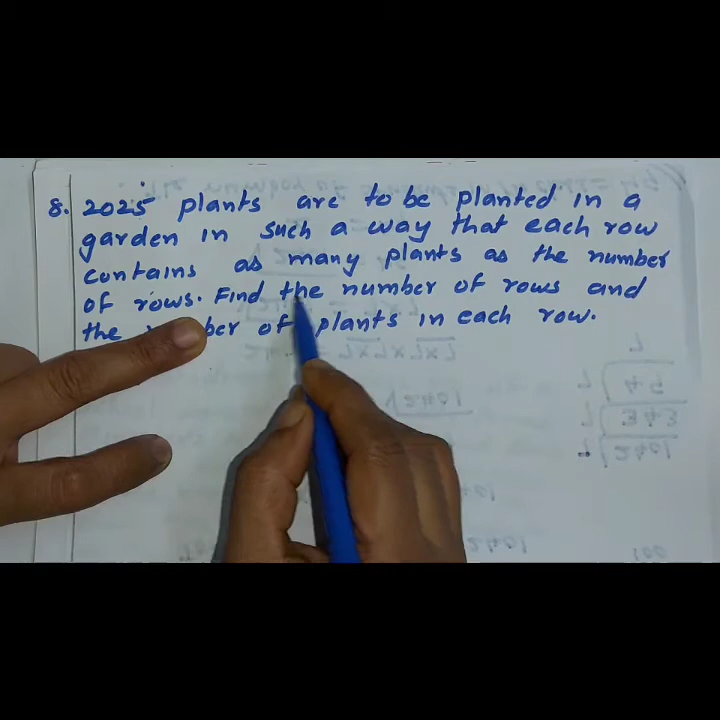 8. 2025 plants are to be planted in a
garden in such a way that each row
contains as many plants as the number
of rows. Find the number of rows and
the number of plants in each row.